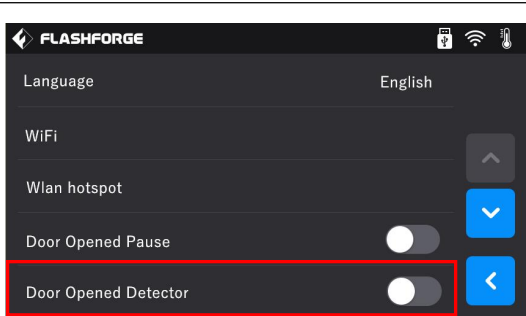 FLASHFORGE
Language English
WiFi
Wlan hotspot
Door Opened Pause
Door Opened Detector